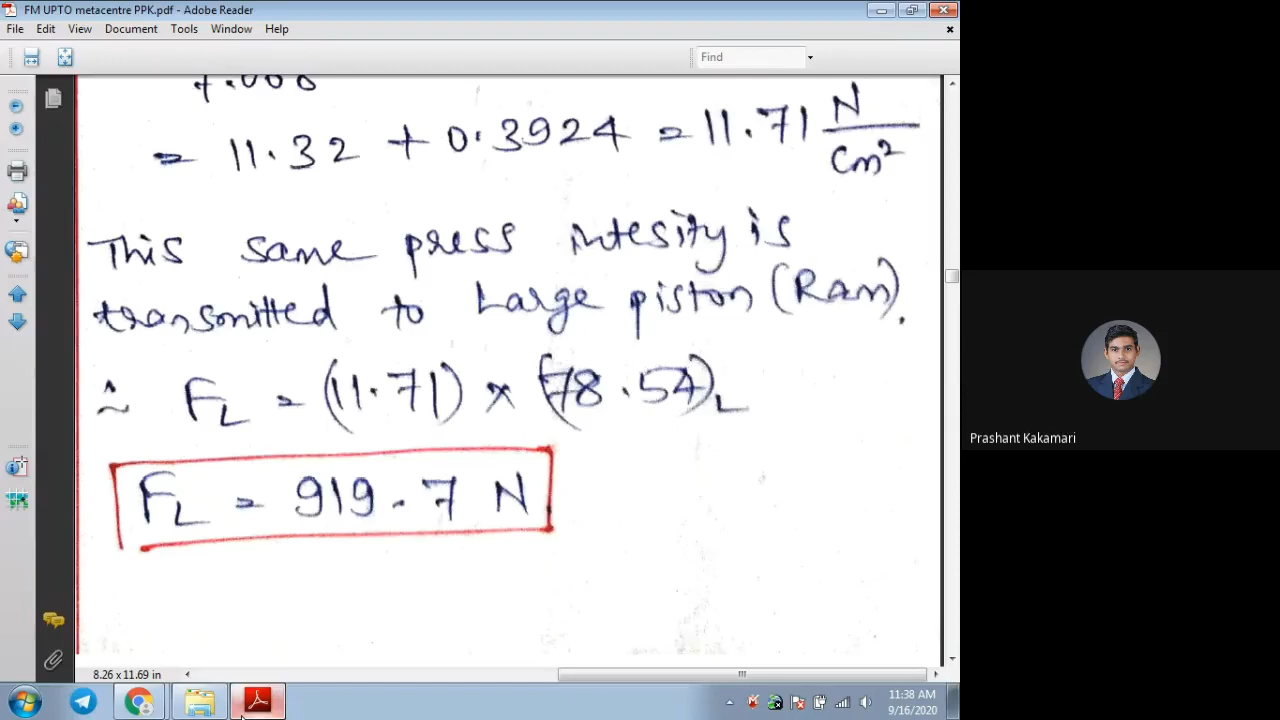 FM UPTO metacentre PPK.pdf - Adobe Reader
File Edit View Document Tools Window Help
Find
= 11.32 + 0.3924 = 11.71 N/Cm²
This same press intesity is
transmitted to Large piston (Ram).
∴ FL = (11.71) × (78.54)L
FL = 919.7 N
Prashant Kakamari
8.26 x 11.69 in
11:38 AM
9/16/2020